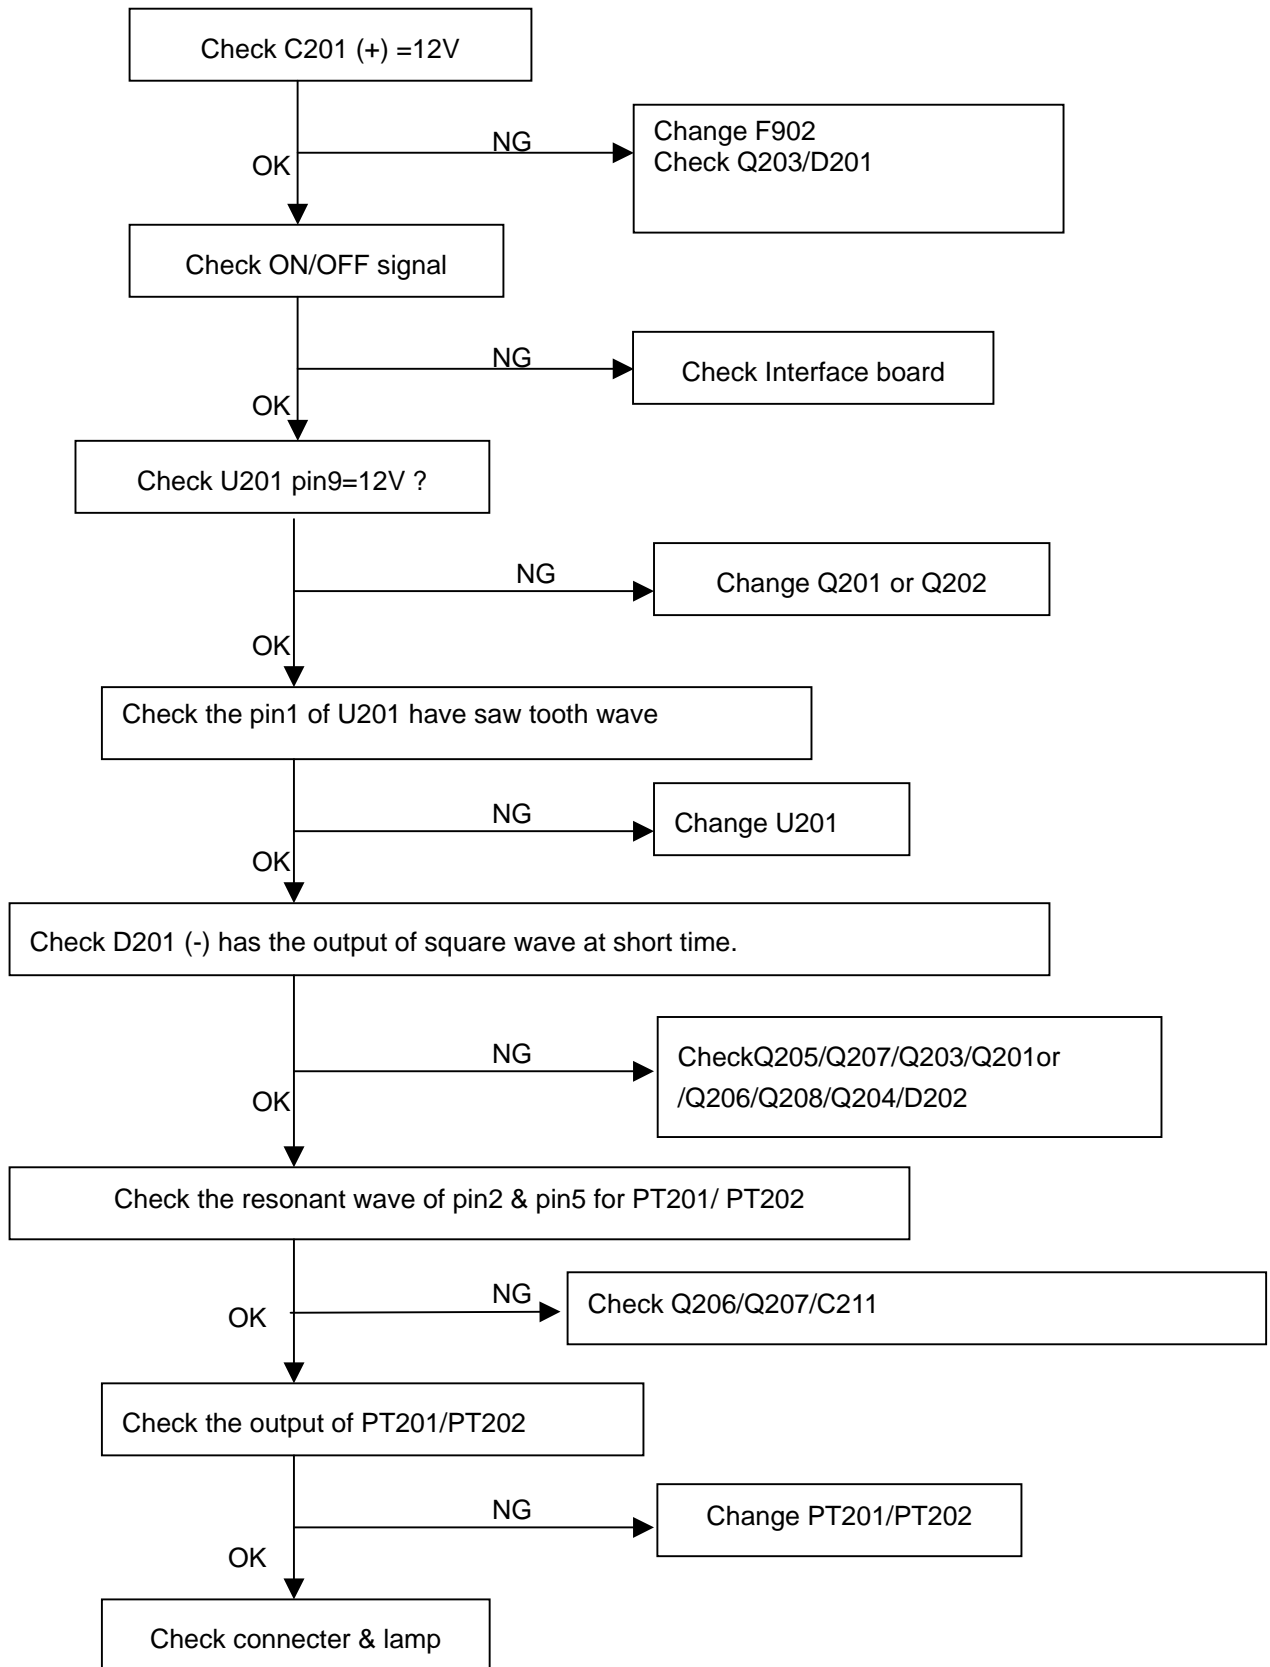 Check C201 (+) =12V
NG
Change F902
Check Q203/D201
OK
Check ON/OFF signal
NG
Check Interface board
OK
Check U201 pin9=12V ?
NG
Change Q201 or Q202
OK
Check the pin1 of U201 have saw tooth wave
NG
Change U201
OK
Check D201 (-) has the output of square wave at short time.
NG
CheckQ205/Q207/Q203/Q201or
/Q206/Q208/Q204/D202
OK
Check the resonant wave of pin2 & pin5 for PT201/ PT202
NG
Check Q206/Q207/C211
OK
Check the output of PT201/PT202
NG
Change PT201/PT202
OK
Check connecter & lamp